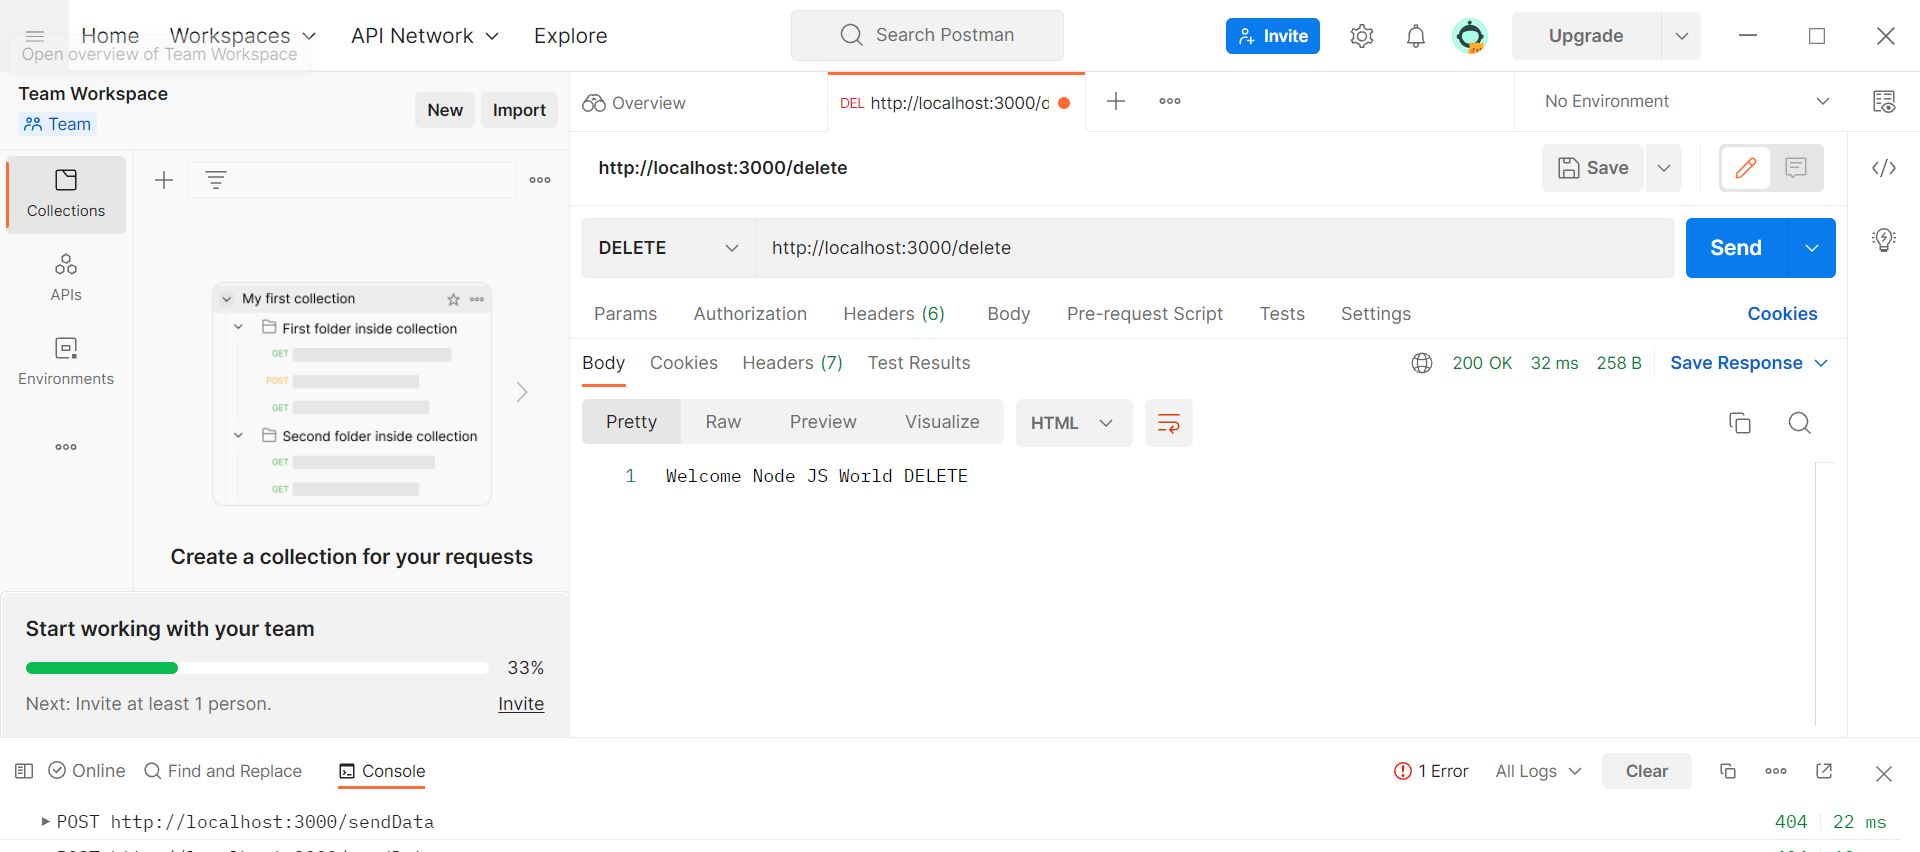 Home Workspaces API Network Explore Search Postman Invite Upgrade
Open overview of Team Workspace
Team Workspace
Team
New Import
Overview DEL http://localhost:3000/d No Environment
Collections
APIs
Environments
My first collection
First folder inside collection
GET
POST
GET
Second folder inside collection
GET
GET
Create a collection for your requests
Start working with your team
33%
Next: Invite at least 1 person. Invite
http://localhost:3000/delete Save
DELETE http://localhost:3000/delete Send
Params Authorization Headers (6) Body Pre-request Script Tests Settings Cookies
Body Cookies Headers (7) Test Results 200 OK 32 ms 258 B Save Response
Pretty Raw Preview Visualize HTML
1 Welcome Node JS World DELETE
Online Find and Replace Console 1 Error All Logs Clear
POST http://localhost:3000/sendData 404 22 ms